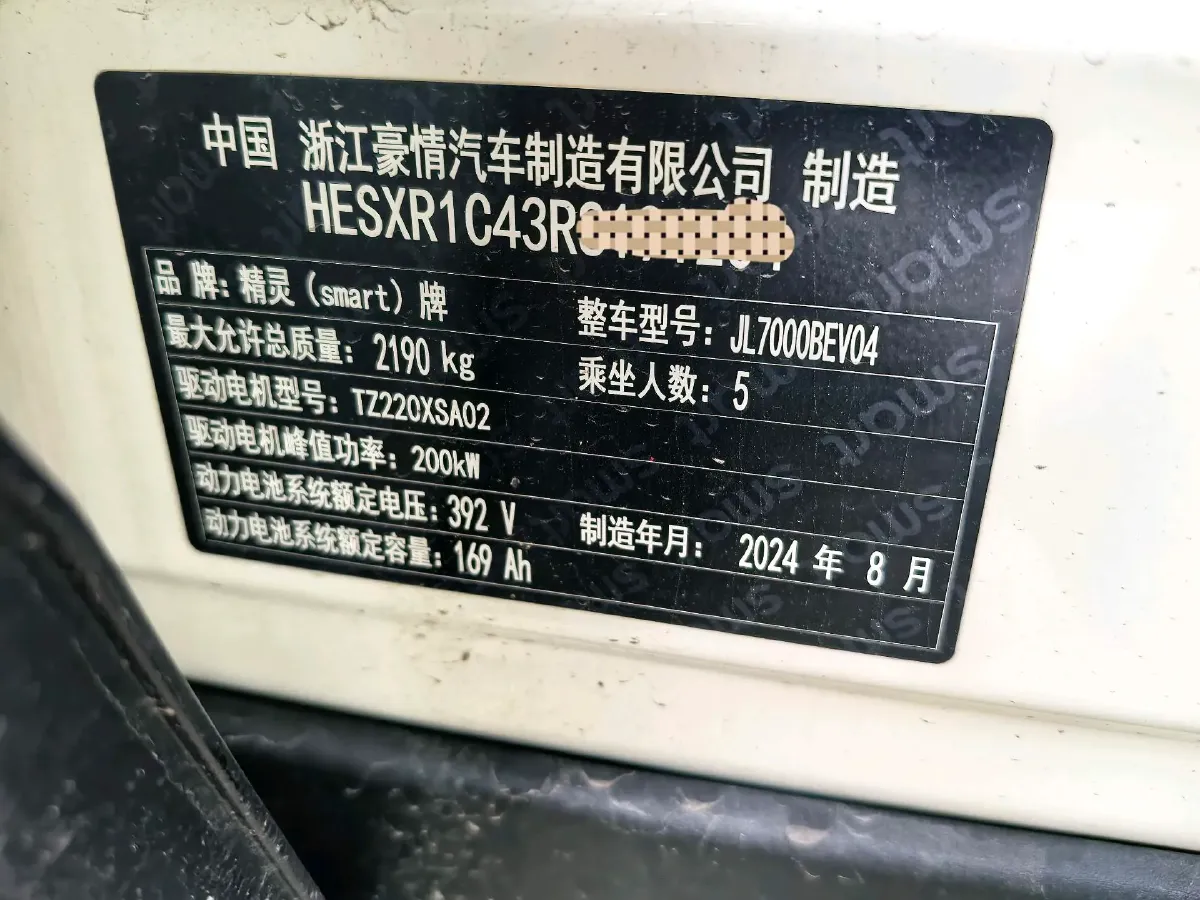 中国 浙江豪情汽车制造有限公司 制造
HESXR1C43R
品 牌: 精灵 (smart) 牌
整车型号: JL7000BEV04
最大允许总质量: 2190 kg
乘坐人数: 5
驱动电机型号: TZ220XSA02
驱动电机峰值功率: 200kW
动力电池系统额定电压: 392 V
制造年月: 2024 年 8 月
动力电池系统额定容量: 169 Ah